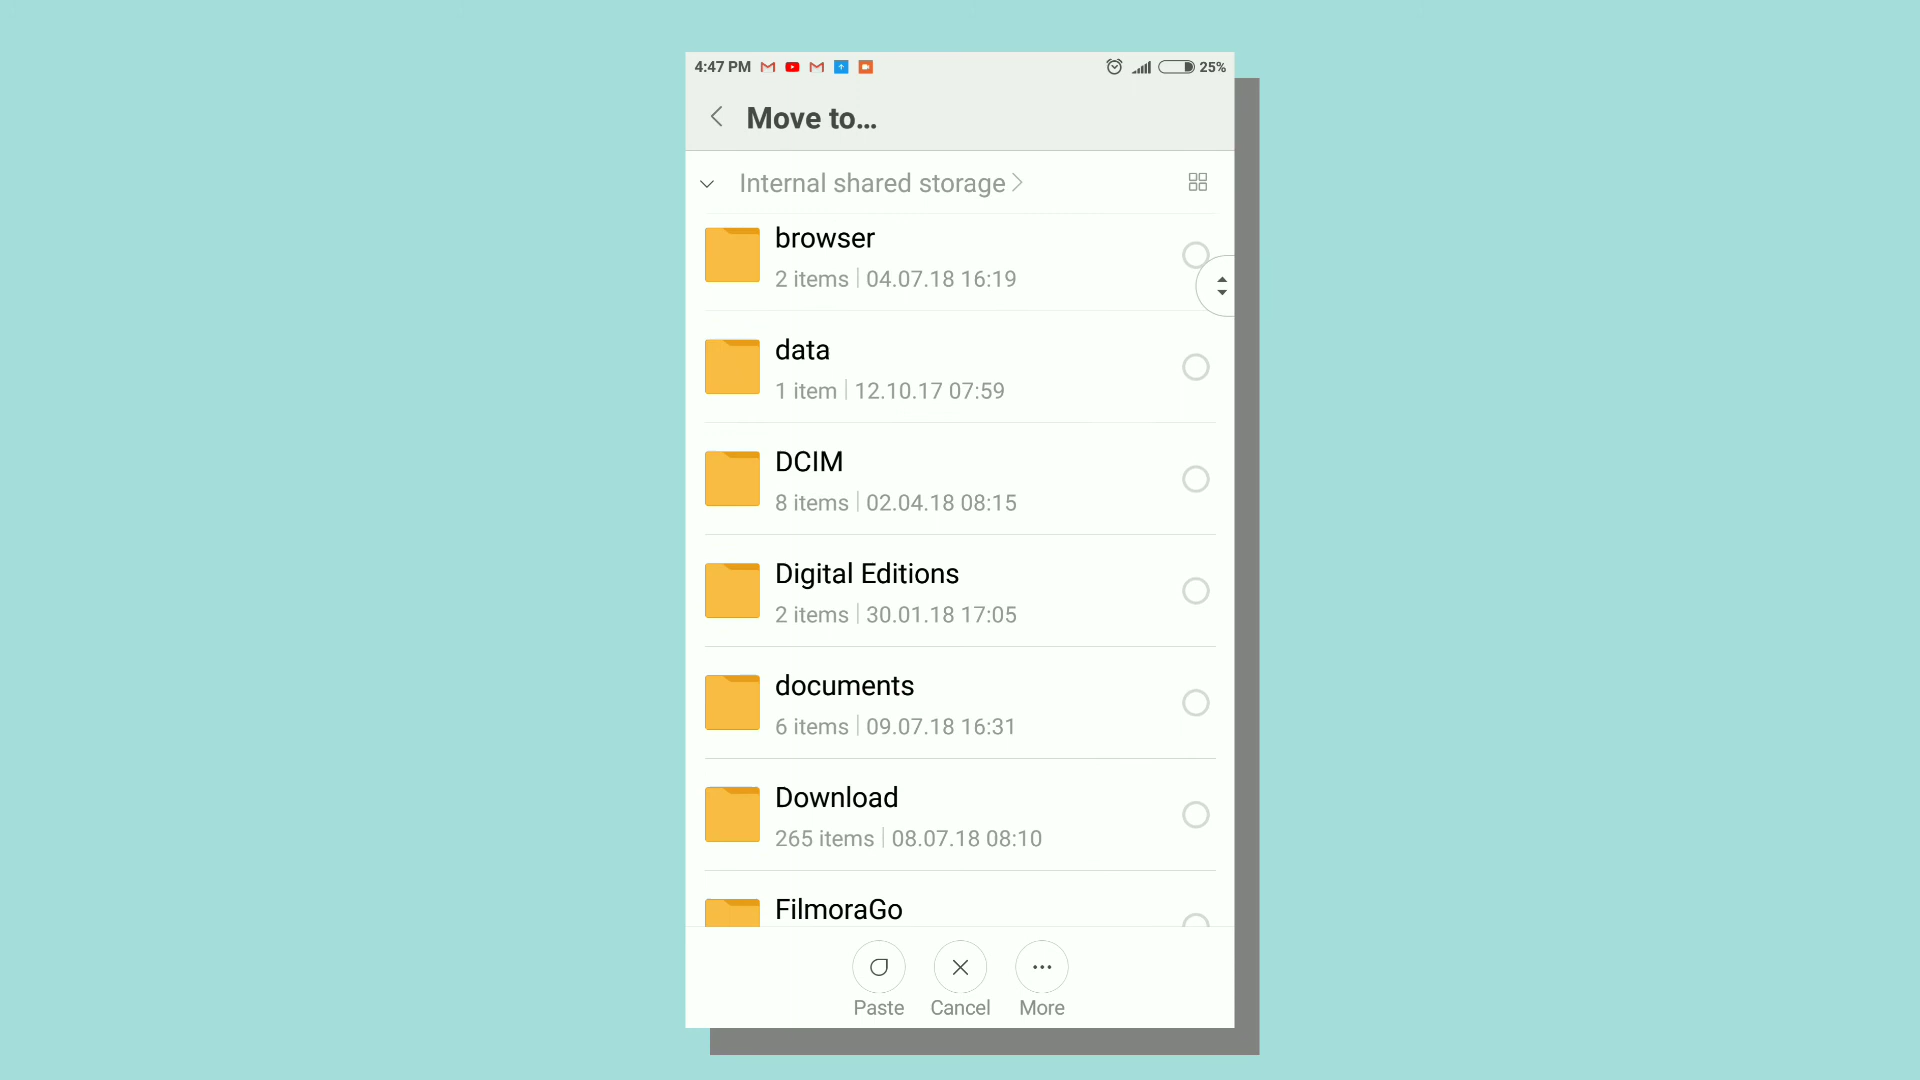 4:47 PM 25%
Move to...
Internal shared storage
browser
2 items | 04.07.18 16:19
data
1 item | 12.10.17 07:59
DCIM
8 items | 02.04.18 08:15
Digital Editions
2 items | 30.01.18 17:05
documents
6 items | 09.07.18 16:31
Download
265 items | 08.07.18 08:10
FilmoraGo
Paste Cancel More